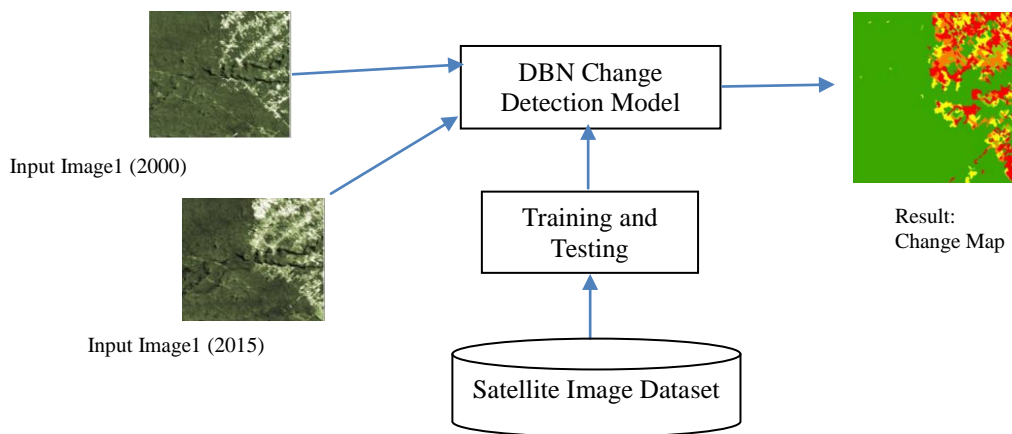 DBN Change
Detection Model
Input Image1 (2000)
Training and
Testing
Result:
Change Map
Input Image1 (2015)
Satellite Image Dataset